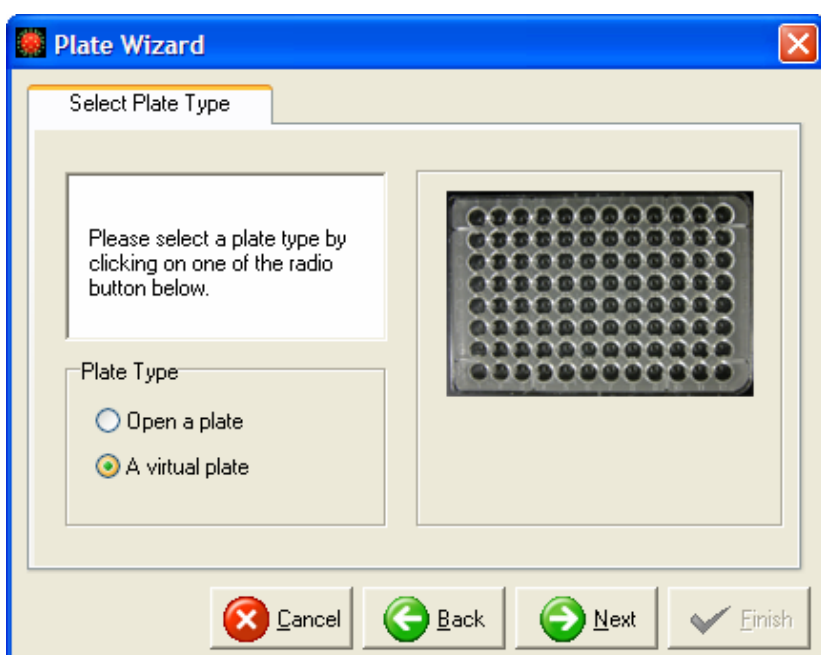 Plate Wizard
Select Plate Type
Please select a plate type by
clicking on one of the radio
button below.
Plate Type
Open a plate
A virtual plate
Cancel Back Next Finish